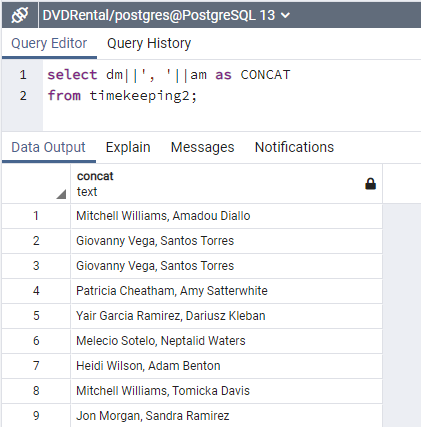 DVDRental/postgres@PostgreSQL 13
Query Editor Query History
1 select dm||', '||am as CONCAT
2 from timekeeping2;
Data Output Explain Messages Notifications
concat
text
1 Mitchell Williams, Amadou Diallo
2 Giovanny Vega, Santos Torres
3 Giovanny Vega, Santos Torres
4 Patricia Cheatham, Amy Satterwhite
5 Yair Garcia Ramirez, Dariusz Kleban
6 Melecio Sotelo, Neptalid Waters
7 Heidi Wilson, Adam Benton
8 Mitchell Williams, Tomicka Davis
9 Jon Morgan, Sandra Ramirez